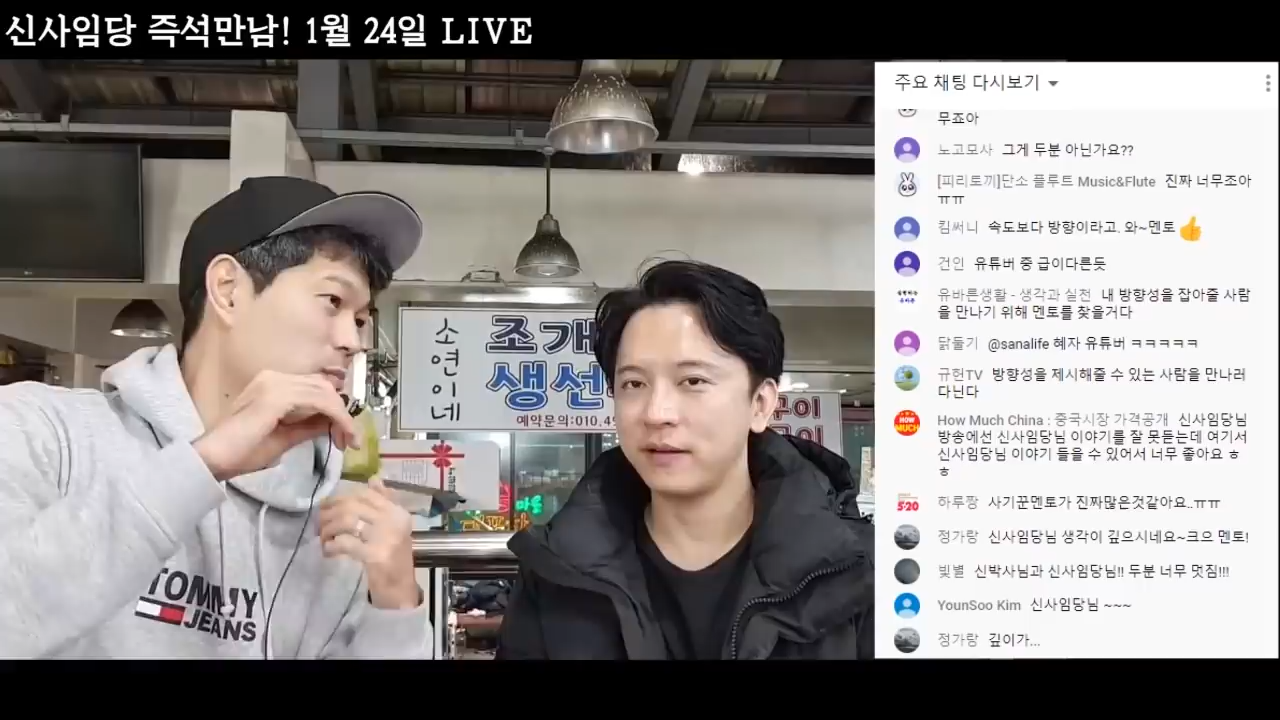 신사임당 즉석만남! 1월 24일 LIVE
소연이네
조개
생선
예약문의:010.4
구이
마을
TOMMY
JEANS
주요 채팅 다시보기
무죠아
노고모사 그게 두분 아닌가요??
[피리토끼]단소 플루트 Music&Flute 진짜 너무조아
ㅠㅠ
킴써니 속도보다 방향이라고. 와~멘토👍
건인 유튜버 중 급이다른듯
유바른생활 - 생각과 실천 내 방향성을 잡아줄 사람
을 만나기 위해 멘토를 찾을거다
닭둘기 @sanalife 혜자 유튜버 ㅋㅋㅋㅋㅋ
규헌TV 방향성을 제시해줄 수 있는 사람을 만나러
다닌다
HOW MUCH
How Much China : 중국시장 가격공개 신사임당님
방송에선 신사임당님 이야기를 잘 못듣는데 여기서
신사임당님 이야기 들을 수 있어서 너무 좋아요 ㅎ
ㅎ
5:20
하루짱 사기꾼멘토가 진짜많은것같아요..ㅠㅠ
정가랑 신사임당님 생각이 깊으시네요~크으 멘토!
빛별 신박사님과 신사임당님!! 두분 너무 멋짐!!!
YounSoo Kim 신사임당님 ~~~
정가랑 깊이가...